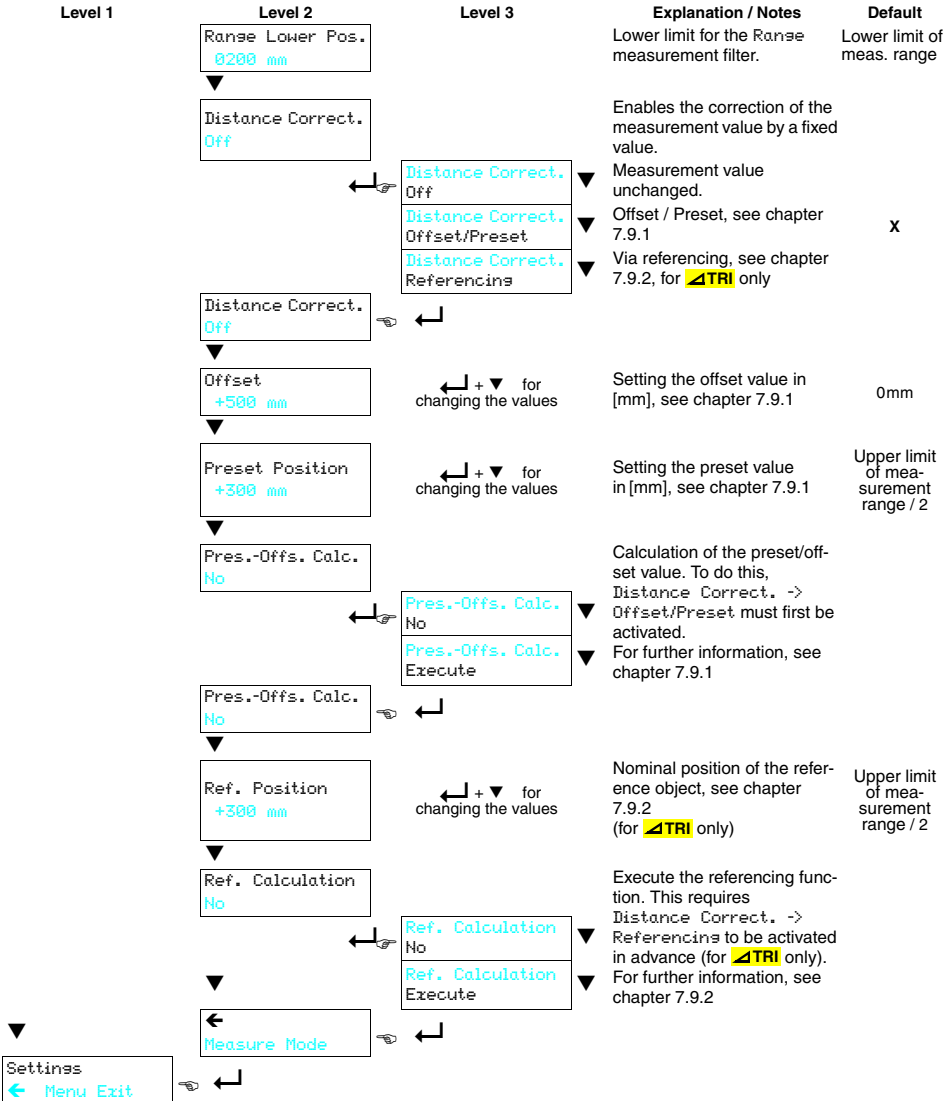 Level 1 Level 2 Level 3 Explanation / Notes Default
Range Lower Pos.
0200 mm
Lower limit for the Range
measurement filter.
Lower limit of
meas. range
▼
Distance Correct.
Off
Enables the correction of the
measurement value by a fixed
value.
Distance Correct.
Off
▼
Measurement value
unchanged.
Distance Correct.
Offset/Preset
▼
Offset / Preset, see chapter
7.9.1
X
Distance Correct.
Referencing
▼
Via referencing, see chapter
7.9.2, for TRI only
Distance Correct.
Off
▼
Offset
+500 mm
+ ▼ for
changing the values
Setting the offset value in
[mm], see chapter 7.9.1
0mm
▼
Preset Position
+300 mm
+ ▼ for
changing the values
Setting the preset value
in [mm], see chapter 7.9.1
Upper limit
of mea-
surement
range / 2
▼
Pres.-Offs. Calc.
No
Calculation of the preset/off-
set value. To do this,
Distance Correct. ->
Offset/Preset must first be
activated.
For further information, see
chapter 7.9.1
Pres.-Offs. Calc.
No
▼
Pres.-Offs. Calc.
Execute
▼
Pres.-Offs. Calc.
No
▼
Ref. Position
+300 mm
+ ▼ for
changing the values
Nominal position of the refer-
ence object, see chapter
7.9.2
(for TRI only)
Upper limit
of mea-
surement
range / 2
▼
Ref. Calculation
No
Execute the referencing func-
tion. This requires
Distance Correct. ->
Referencing to be activated
in advance (for TRI only).
For further information, see
chapter 7.9.2
Ref. Calculation
No
▼
Ref. Calculation
Execute
▼
▼
←
Measure Mode
▼
Settings
← Menu Exit